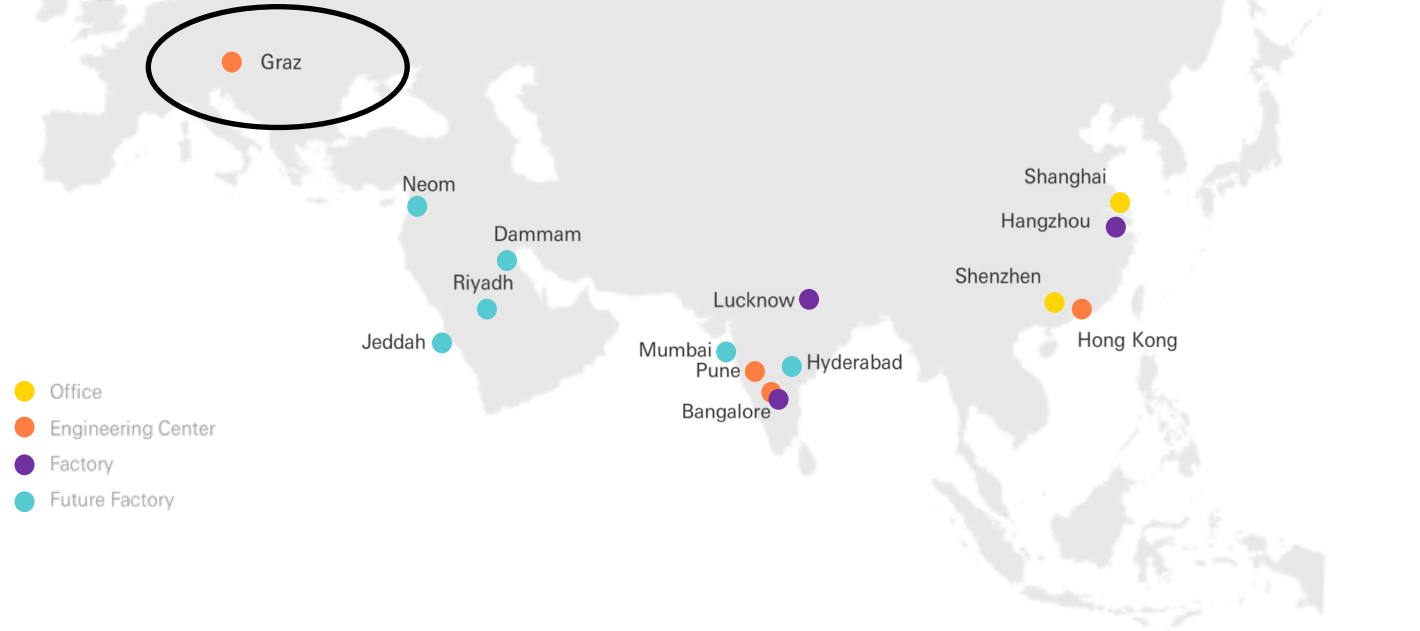 Graz
Neom
Shanghai
Hangzhou
Dammam
Shenzhen
Riyadh
Lucknow
Jeddah
Hong Kong
Mumbai
Hyderabad
Pune
Bangalore
Office
Engineering Center
Factory
Future Factory